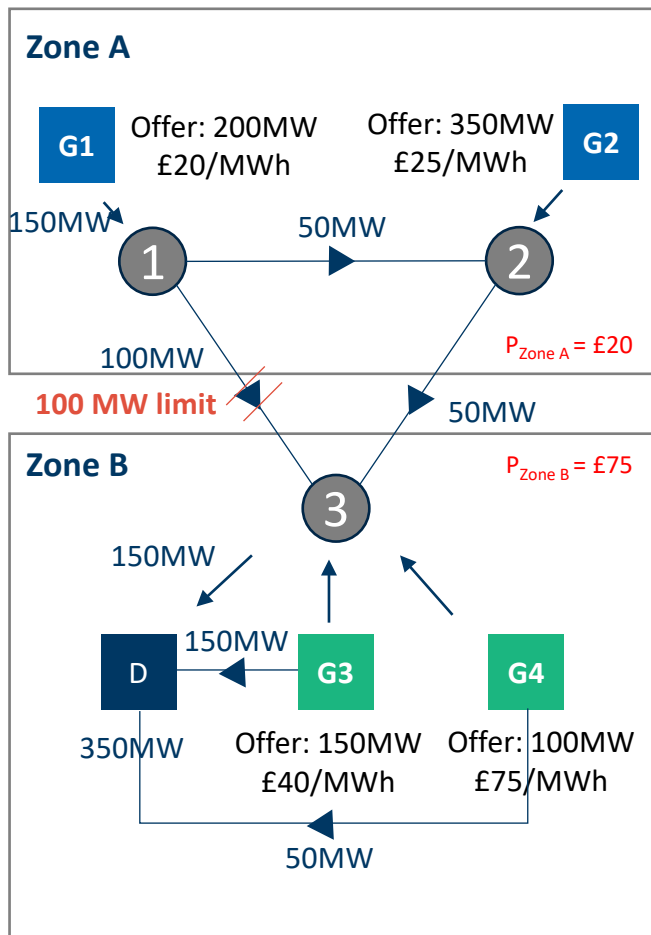 Zone A
G1
Offer: 200MW
£20/MWh
Offer: 350MW
£25/MWh
G2
150MW
50MW
1
2
100MW
P Zone A = £20
100 MW limit
50MW
Zone B
P Zone B = £75
3
150MW
150MW
D
G3
G4
350MW
Offer: 150MW
£40/MWh
Offer: 100MW
£75/MWh
50MW